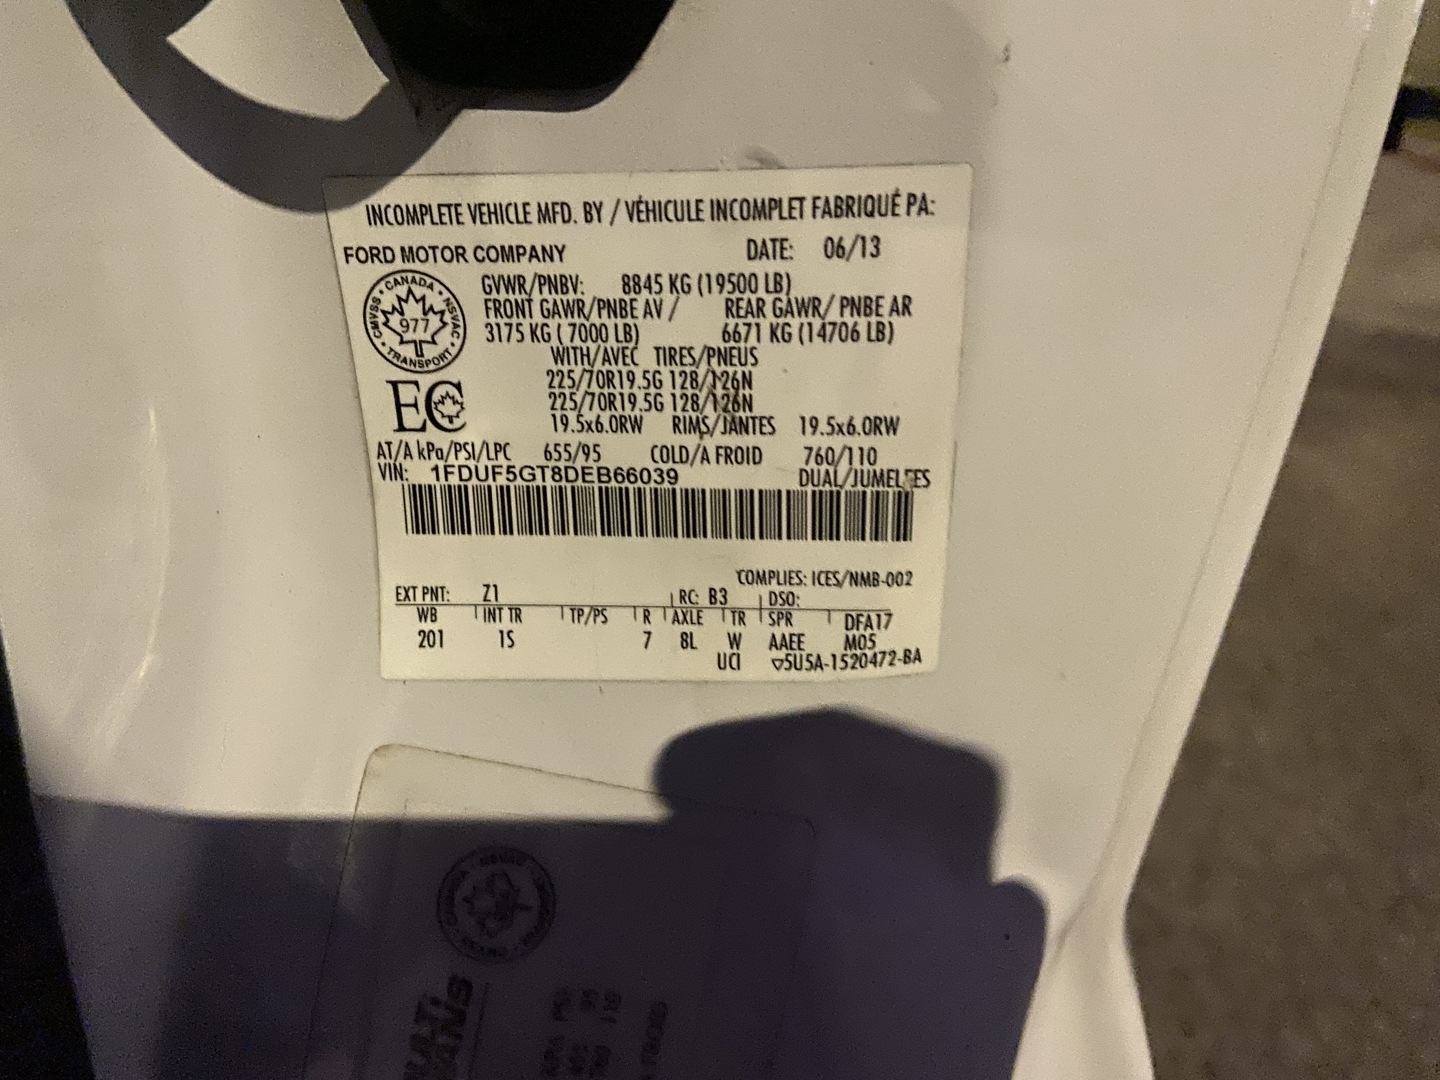 INCOMPLETE VEHICLE MFD. BY / VÉHICULE INCOMPLET FABRIQUÉ PA:
FORD MOTOR COMPANY DATE: 06/13
GVWR/PNBV: 8845 KG (19500 LB)
FRONT GAWR/PNBE AV / REAR GAWR/ PNBE AR
3175 KG ( 7000 LB) 6671 KG (14706 LB)
CANADA
CMVSS NSVAC
977
TRANSPORT
WITH/AVEC TIRES/PNEUS
225/70R19.5G 128/126N
225/70R19.5G 128/126N
EC
19.5x6.0RW RIMS/JANTES 19.5x6.0RW
AT/A kPa/PSI/LPC 655/95 COLD/A FROID 760/110
VIN: 1FDUF5GT8DEB66039 DUAL/JUMELEES
COMPLIES: ICES/NMB-002
EXT PNT: Z1 RC: B3 DSO:
WB INT TR TP/PS R AXLE TR SPR DFA17
201 1S 7 8L W AAEE M05
UCI ▽5U5A-1520472-BA
NSVAC